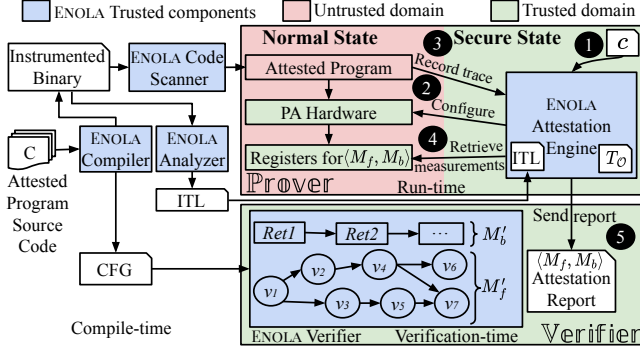 ENOLA Trusted components
Untrusted domain
Trusted domain
Instrumented
Binary
ENOLA Code
Scanner
Normal State
Secure State
Attested Program
3
Record trace
1
c
2
PA Hardware
Configure
ENOLA
Attestation
Engine
C
ENOLA
Compiler
ENOLA
Analyzer
4
Registers for⟨M_f, M_b⟩
Retrieve
measurements
ITL
T_O
Attested
Program
Source
Code
ITL
Prover
Run-time
Send report
5
CFG
Ret1
Ret2
...
M'_b
v1
v2
v3
v4
v5
v6
v7
M'_f
⟨M_f, M_b⟩
Attestation
Report
Compile-time
ENOLA Verifier
Verification-time
Verifier